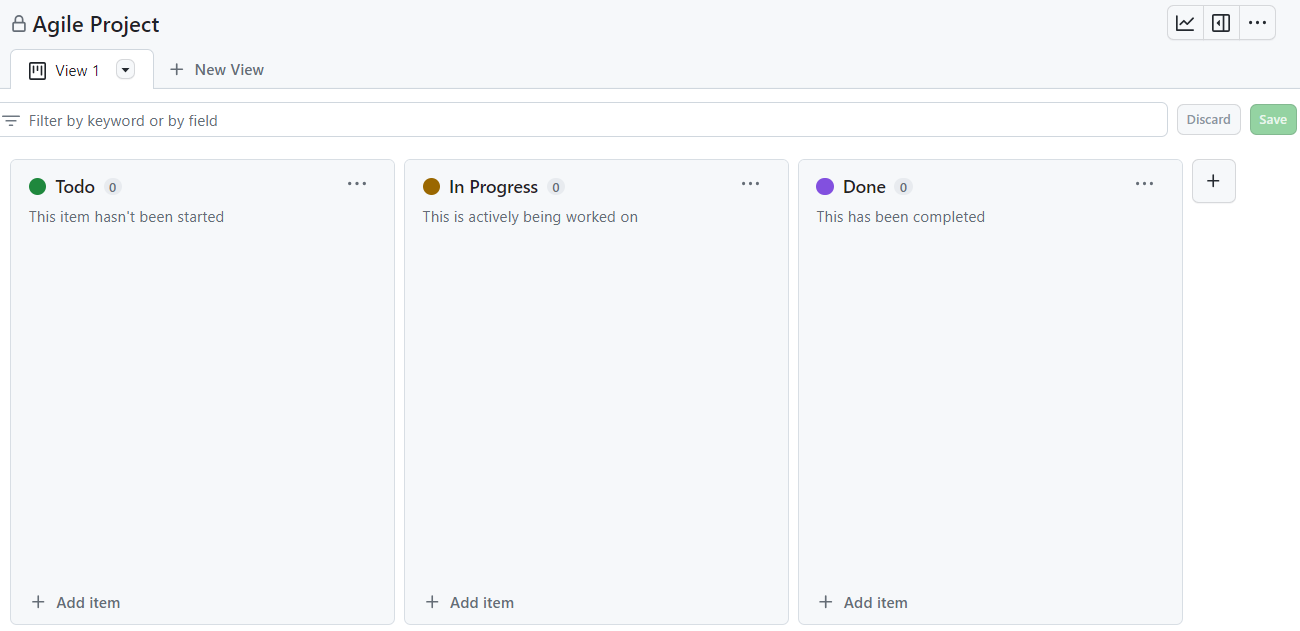 Agile Project
View 1
New View
Filter by keyword or by field
Discard
Save
Todo 0
This item hasn't been started
Add item
In Progress 0
This is actively being worked on
Add item
Done 0
This has been completed
Add item